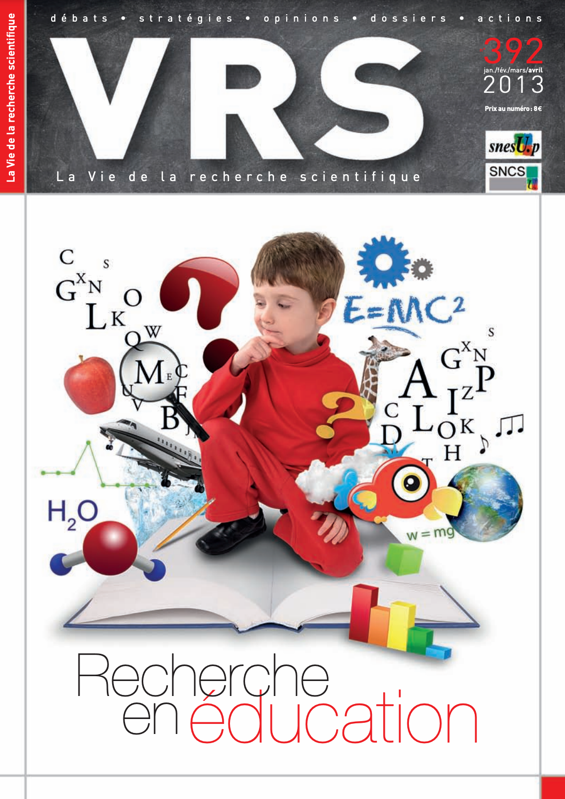 débats • stratégies • opinions • dossiers • actions
La Vie de la recherche scientifique
VRS
392
jan./fév./mars/avril
2013
Prix au numéro : 8€
snesU.p
SNCS
La Vie de la recherche scientifique
C S
G X N
L K O
Q W
M E C
U V F
B
E=MC²
S
G X N
A I Z P
C L O K
D H
T
H₂O
w = mg
Recherche
en éducation